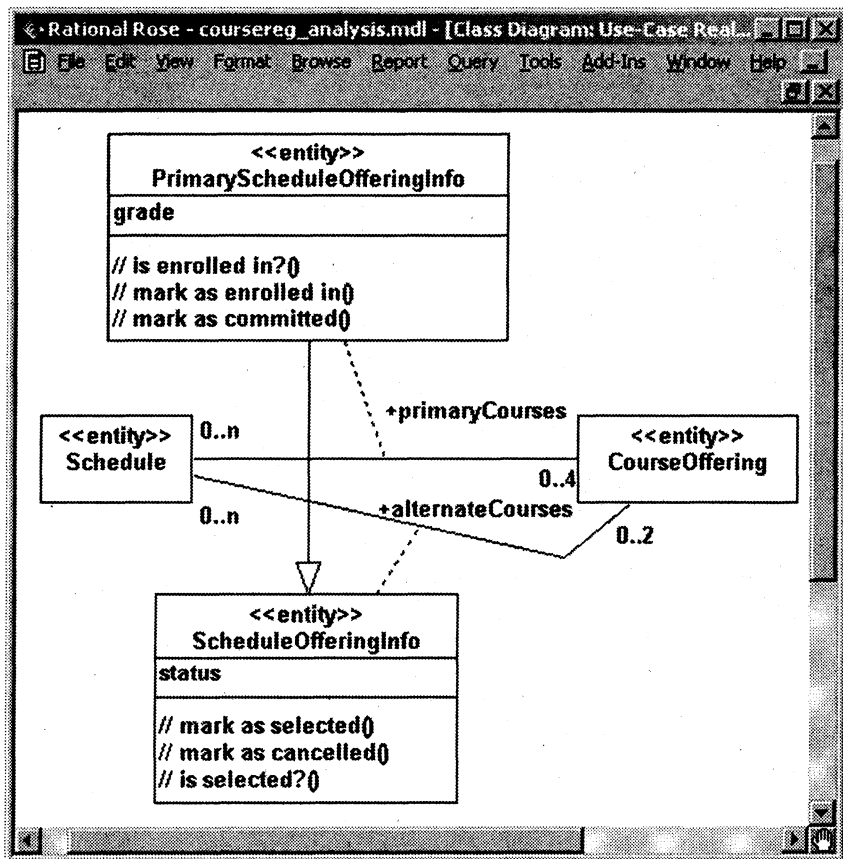 Rational Rose - coursereg_analysis.mdl - [Class Diagram: Use-Case Real...
File Edit View Format Browse Report Query Tools Add-Ins Window Help
<<entity>>
PrimaryScheduleOfferingInfo
grade
// is enrolled in?()
// mark as enrolled in()
// mark as committed()
+primaryCourses
<<entity>>
Schedule
0..n
0..n
<<entity>>
CourseOffering
0..4
+alternateCourses
0..2
<<entity>>
ScheduleOfferingInfo
status
// mark as selected()
// mark as cancelled()
// is selected?()